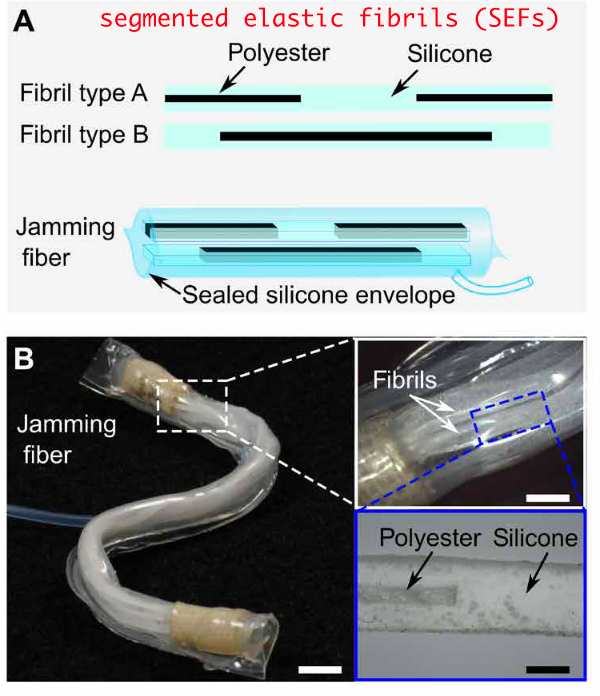 A
segmented elastic fibrils (SEFs)
Polyester
Silicone
Fibril type A
Fibril type B
Jamming
fiber
Sealed silicone envelope
B
Jamming
fiber
Fibrils
Polyester
Silicone